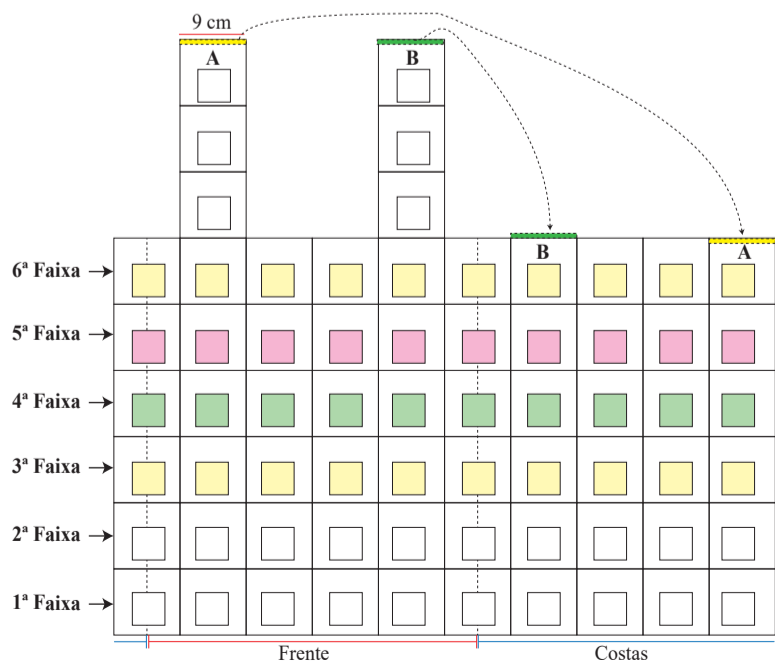 9 cm
A
B
B
A
6ª Faixa
5ª Faixa
4ª Faixa
3ª Faixa
2ª Faixa
1ª Faixa
Frente
Costas